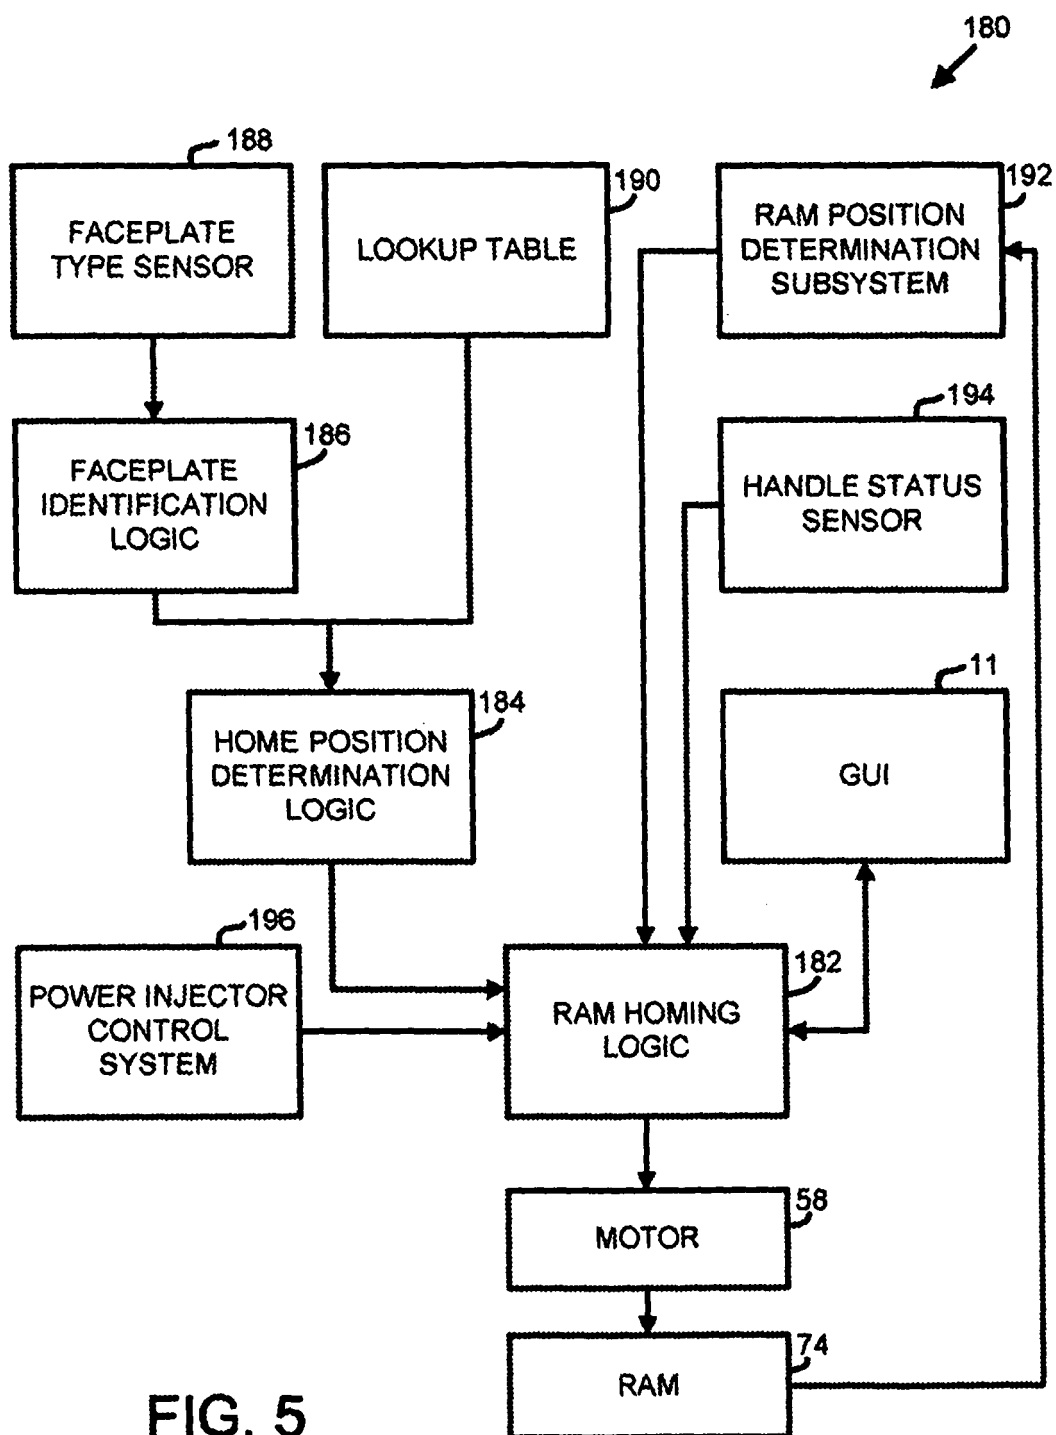 180
188
FACEPLATE
TYPE SENSOR
190
LOOKUP TABLE
192
RAM POSITION
DETERMINATION
SUBSYSTEM
186
FACEPLATE
IDENTIFICATION
LOGIC
194
HANDLE STATUS
SENSOR
184
HOME POSITION
DETERMINATION
LOGIC
11
GUI
196
POWER INJECTOR
CONTROL
SYSTEM
182
RAM HOMING
LOGIC
58
MOTOR
74
RAM
FIG. 5